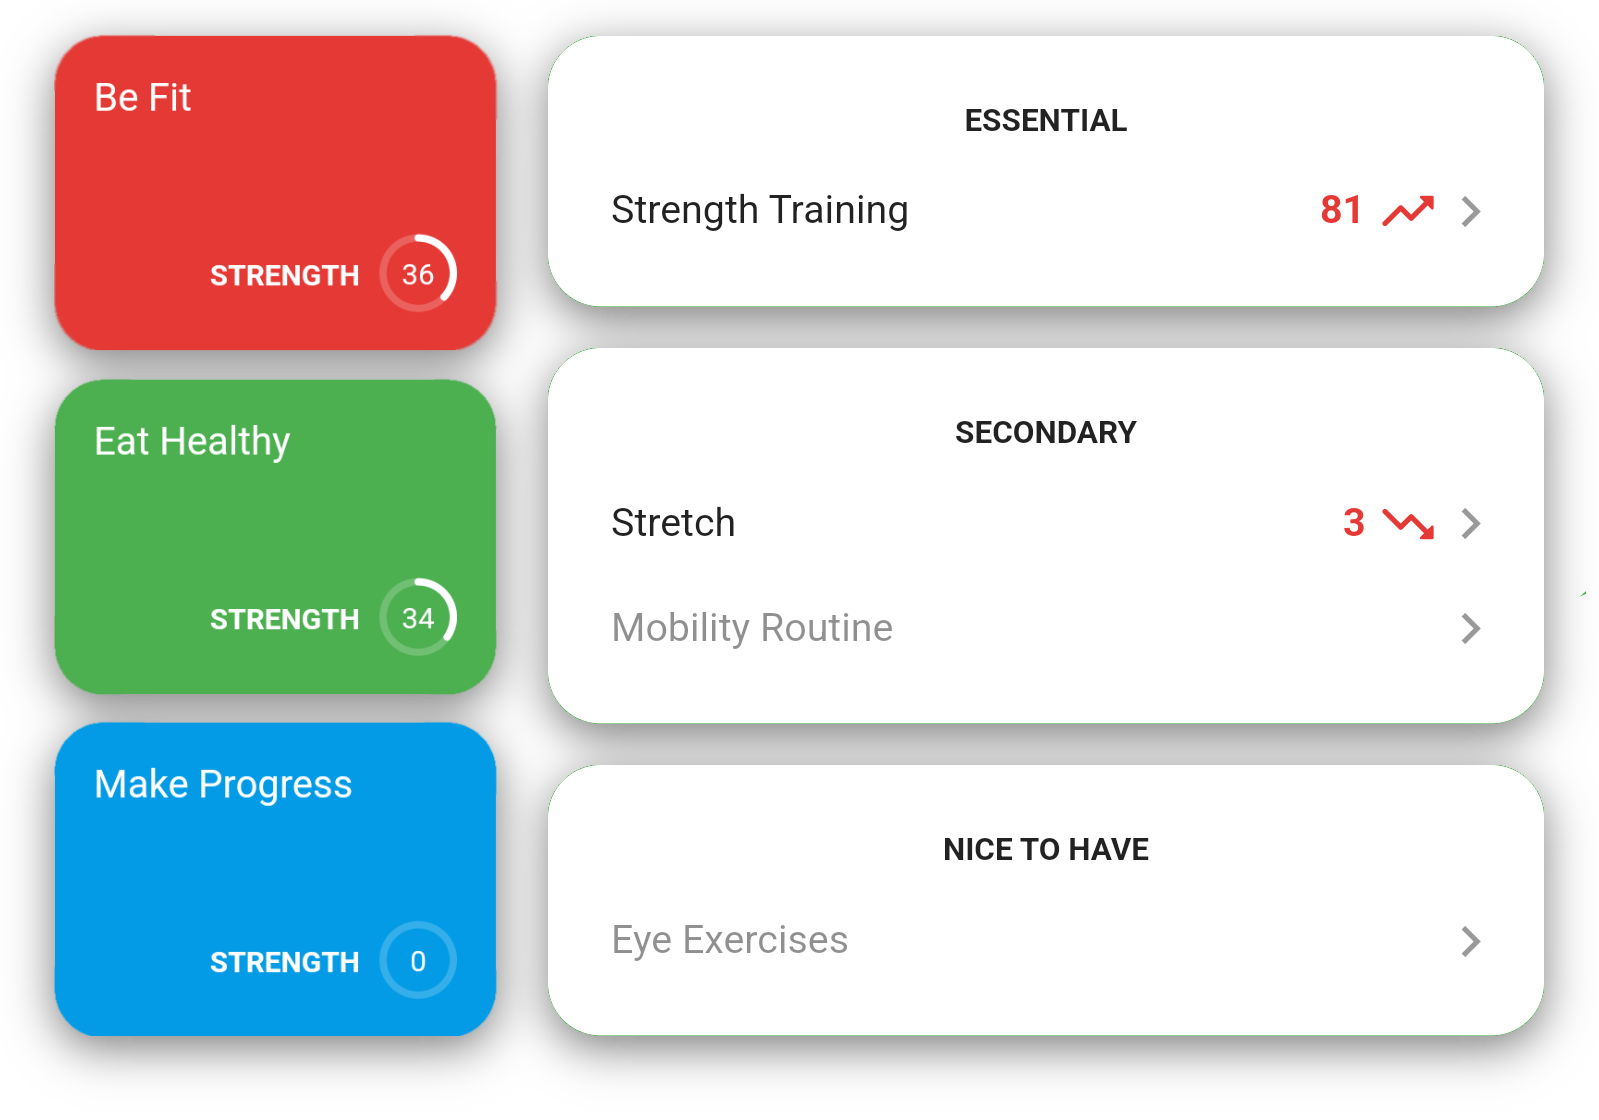 Be Fit
STRENGTH 36
Eat Healthy
STRENGTH 34
Make Progress
STRENGTH 0
ESSENTIAL
Strength Training 81
SECONDARY
Stretch 3
Mobility Routine
NICE TO HAVE
Eye Exercises